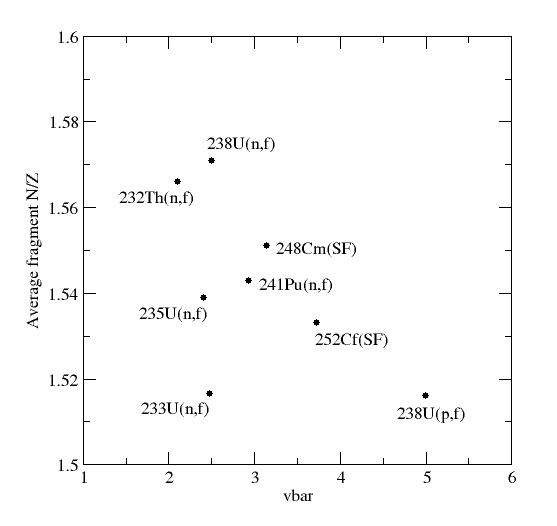 1.6
1.58
238U(n,f)
232Th(n,f)
1.56
248Cm(SF)
241Pu(n,f)
1.54
235U(n,f)
252Cf(SF)
1.52
233U(n,f)
238U(p,f)
1.5
Average fragment N/Z
1 2 3 4 5 6
vbar